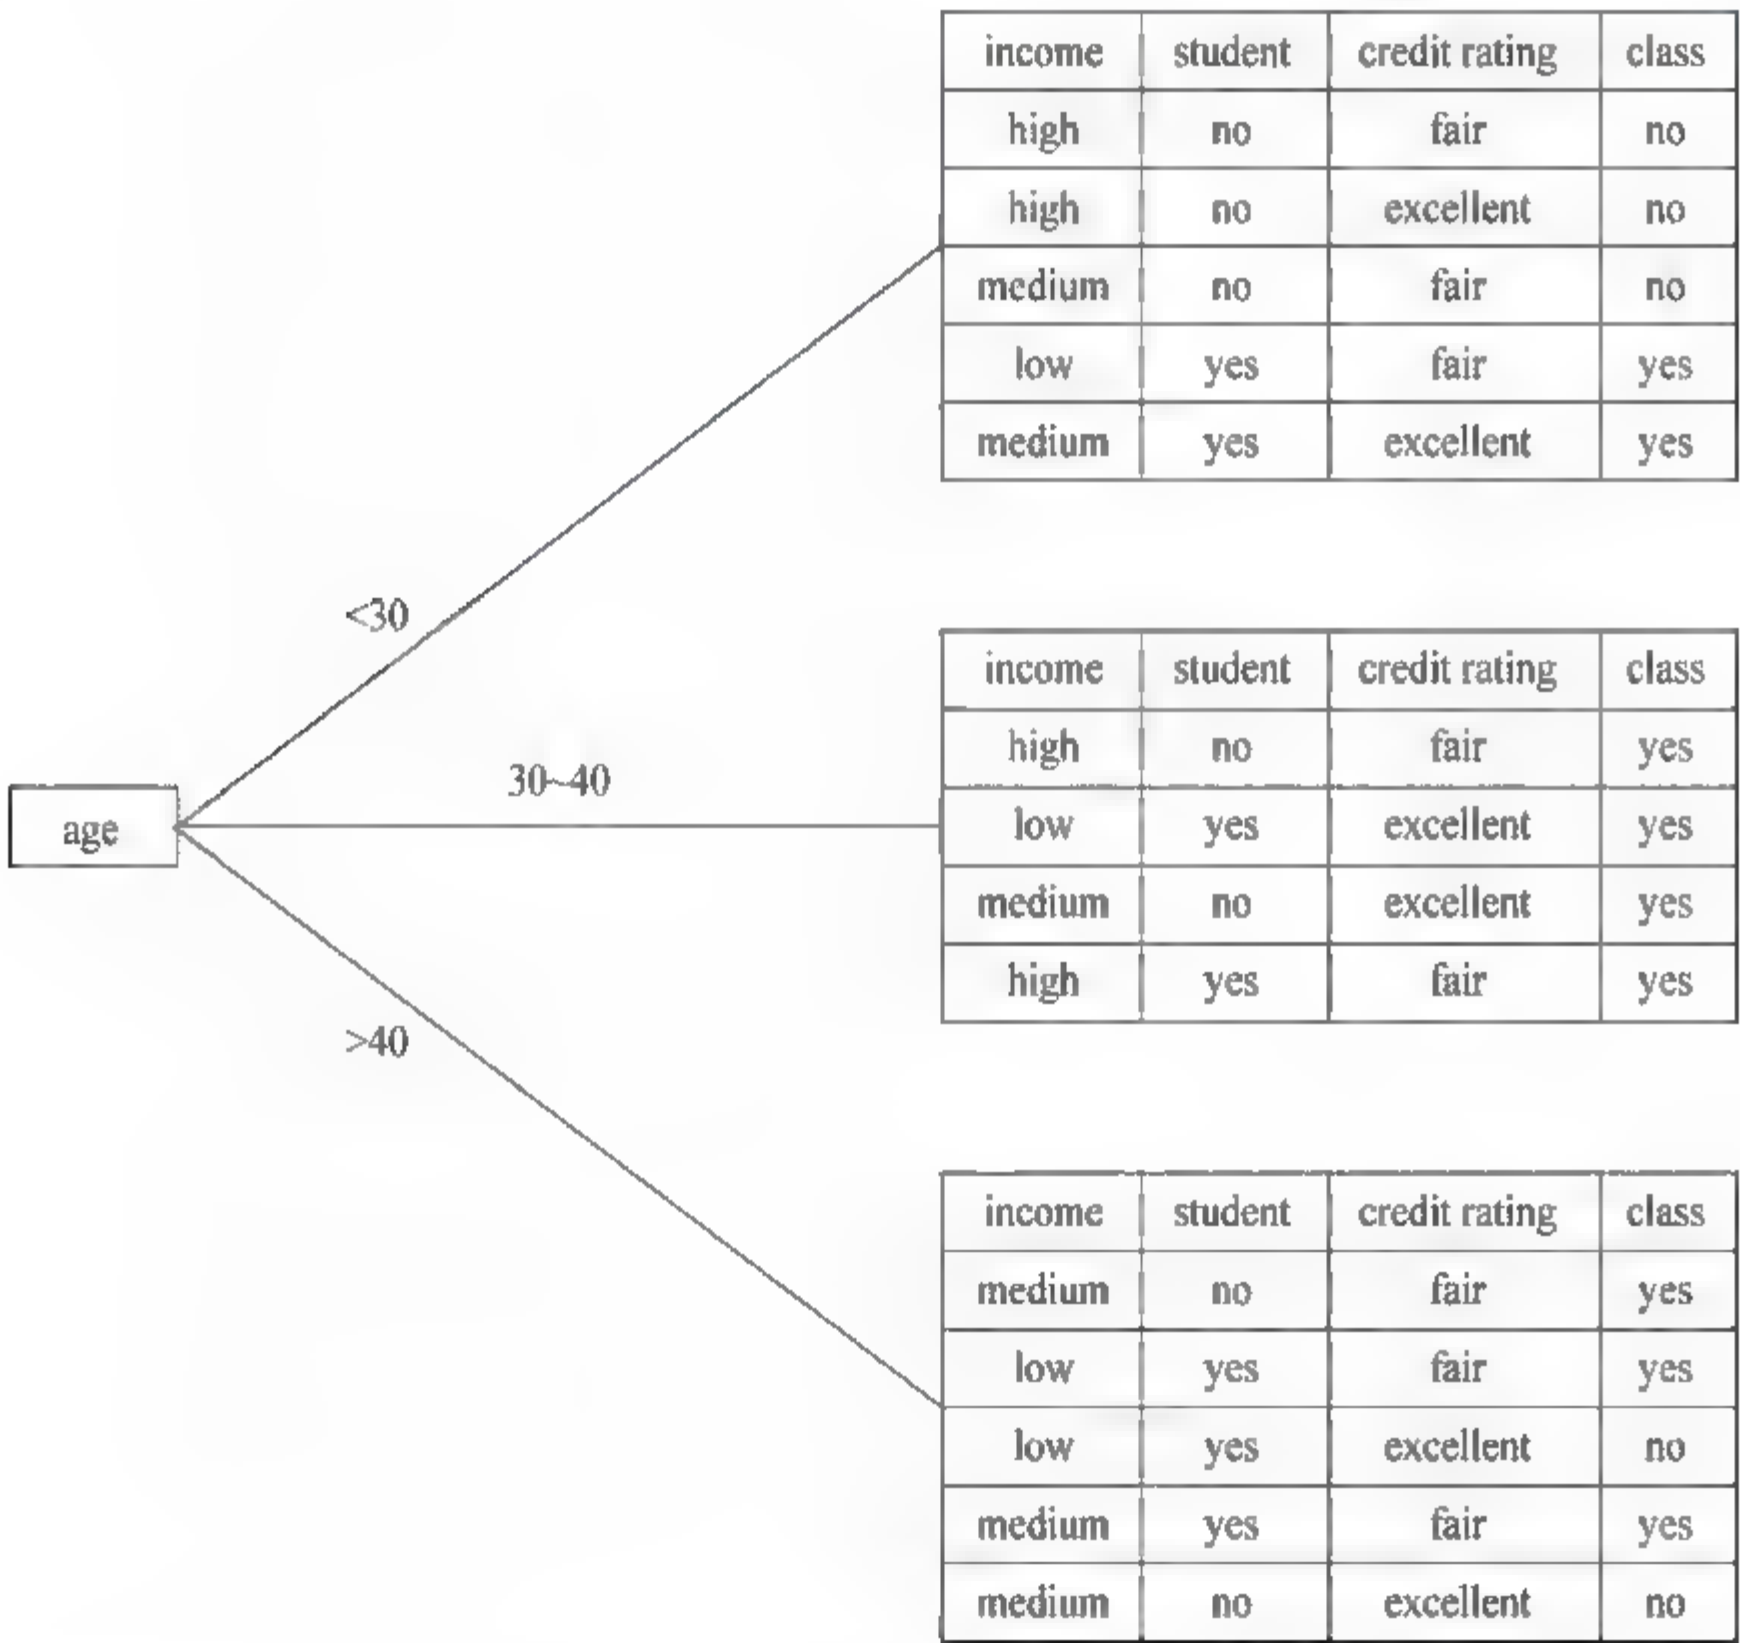 income student credit rating class
high no fair no
high no excellent no
medium no fair no
low yes fair yes
medium yes excellent yes
<30
income student credit rating class
high no fair yes
30~40
age low yes excellent yes
medium no excellent yes
high yes fair yes
>40
income student credit rating class
medium no fair yes
low yes fair yes
low yes excellent no
medium yes fair yes
medium no excellent no